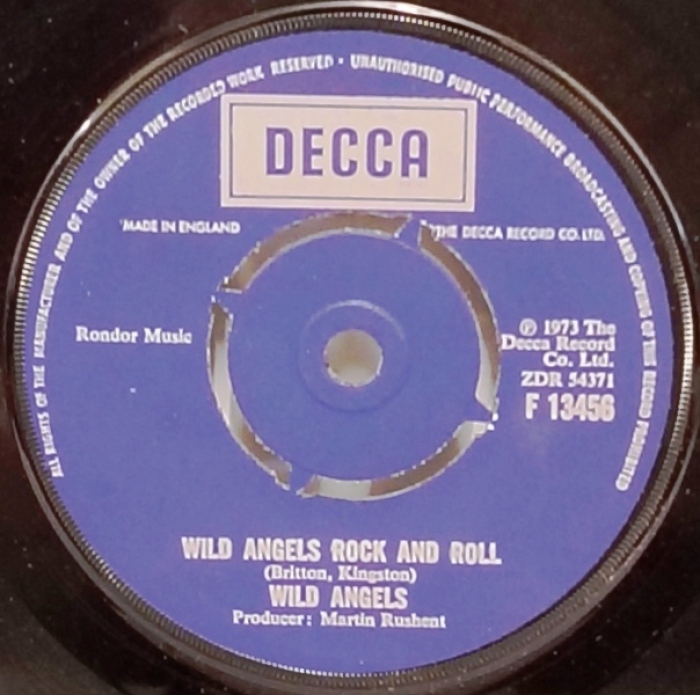 ALL RIGHTS OF THE MANUFACTURER AND OF THE OWNER OF THE RECORDED WORK RESERVED · UNAUTHORISED PUBLIC PERFORMANCE BROADCASTING AND COPYING OF THIS RECORD PROHIBITED
DECCA
MADE IN ENGLAND
THE DECCA RECORD CO. LTD.
Rondor Music
℗ 1973 The
Decca Record
Co. Ltd.
ZDR 54371
F 13456
WILD ANGELS ROCK AND ROLL
(Britton, Kingston)
WILD ANGELS
Producer: Martin Rushent